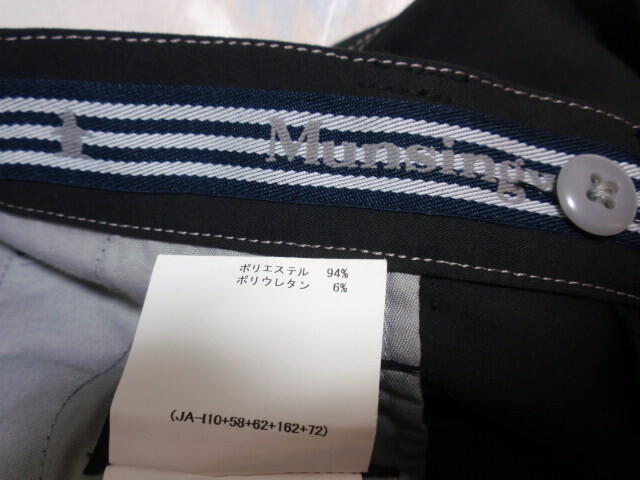 Munsing
ポリエステル 94%
ポリウレタン 6%
(JA-I10+58+62+162+72)